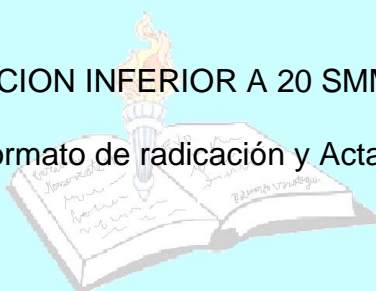 CION INFERIOR A 20 SMM
ormato de radicación y Acta